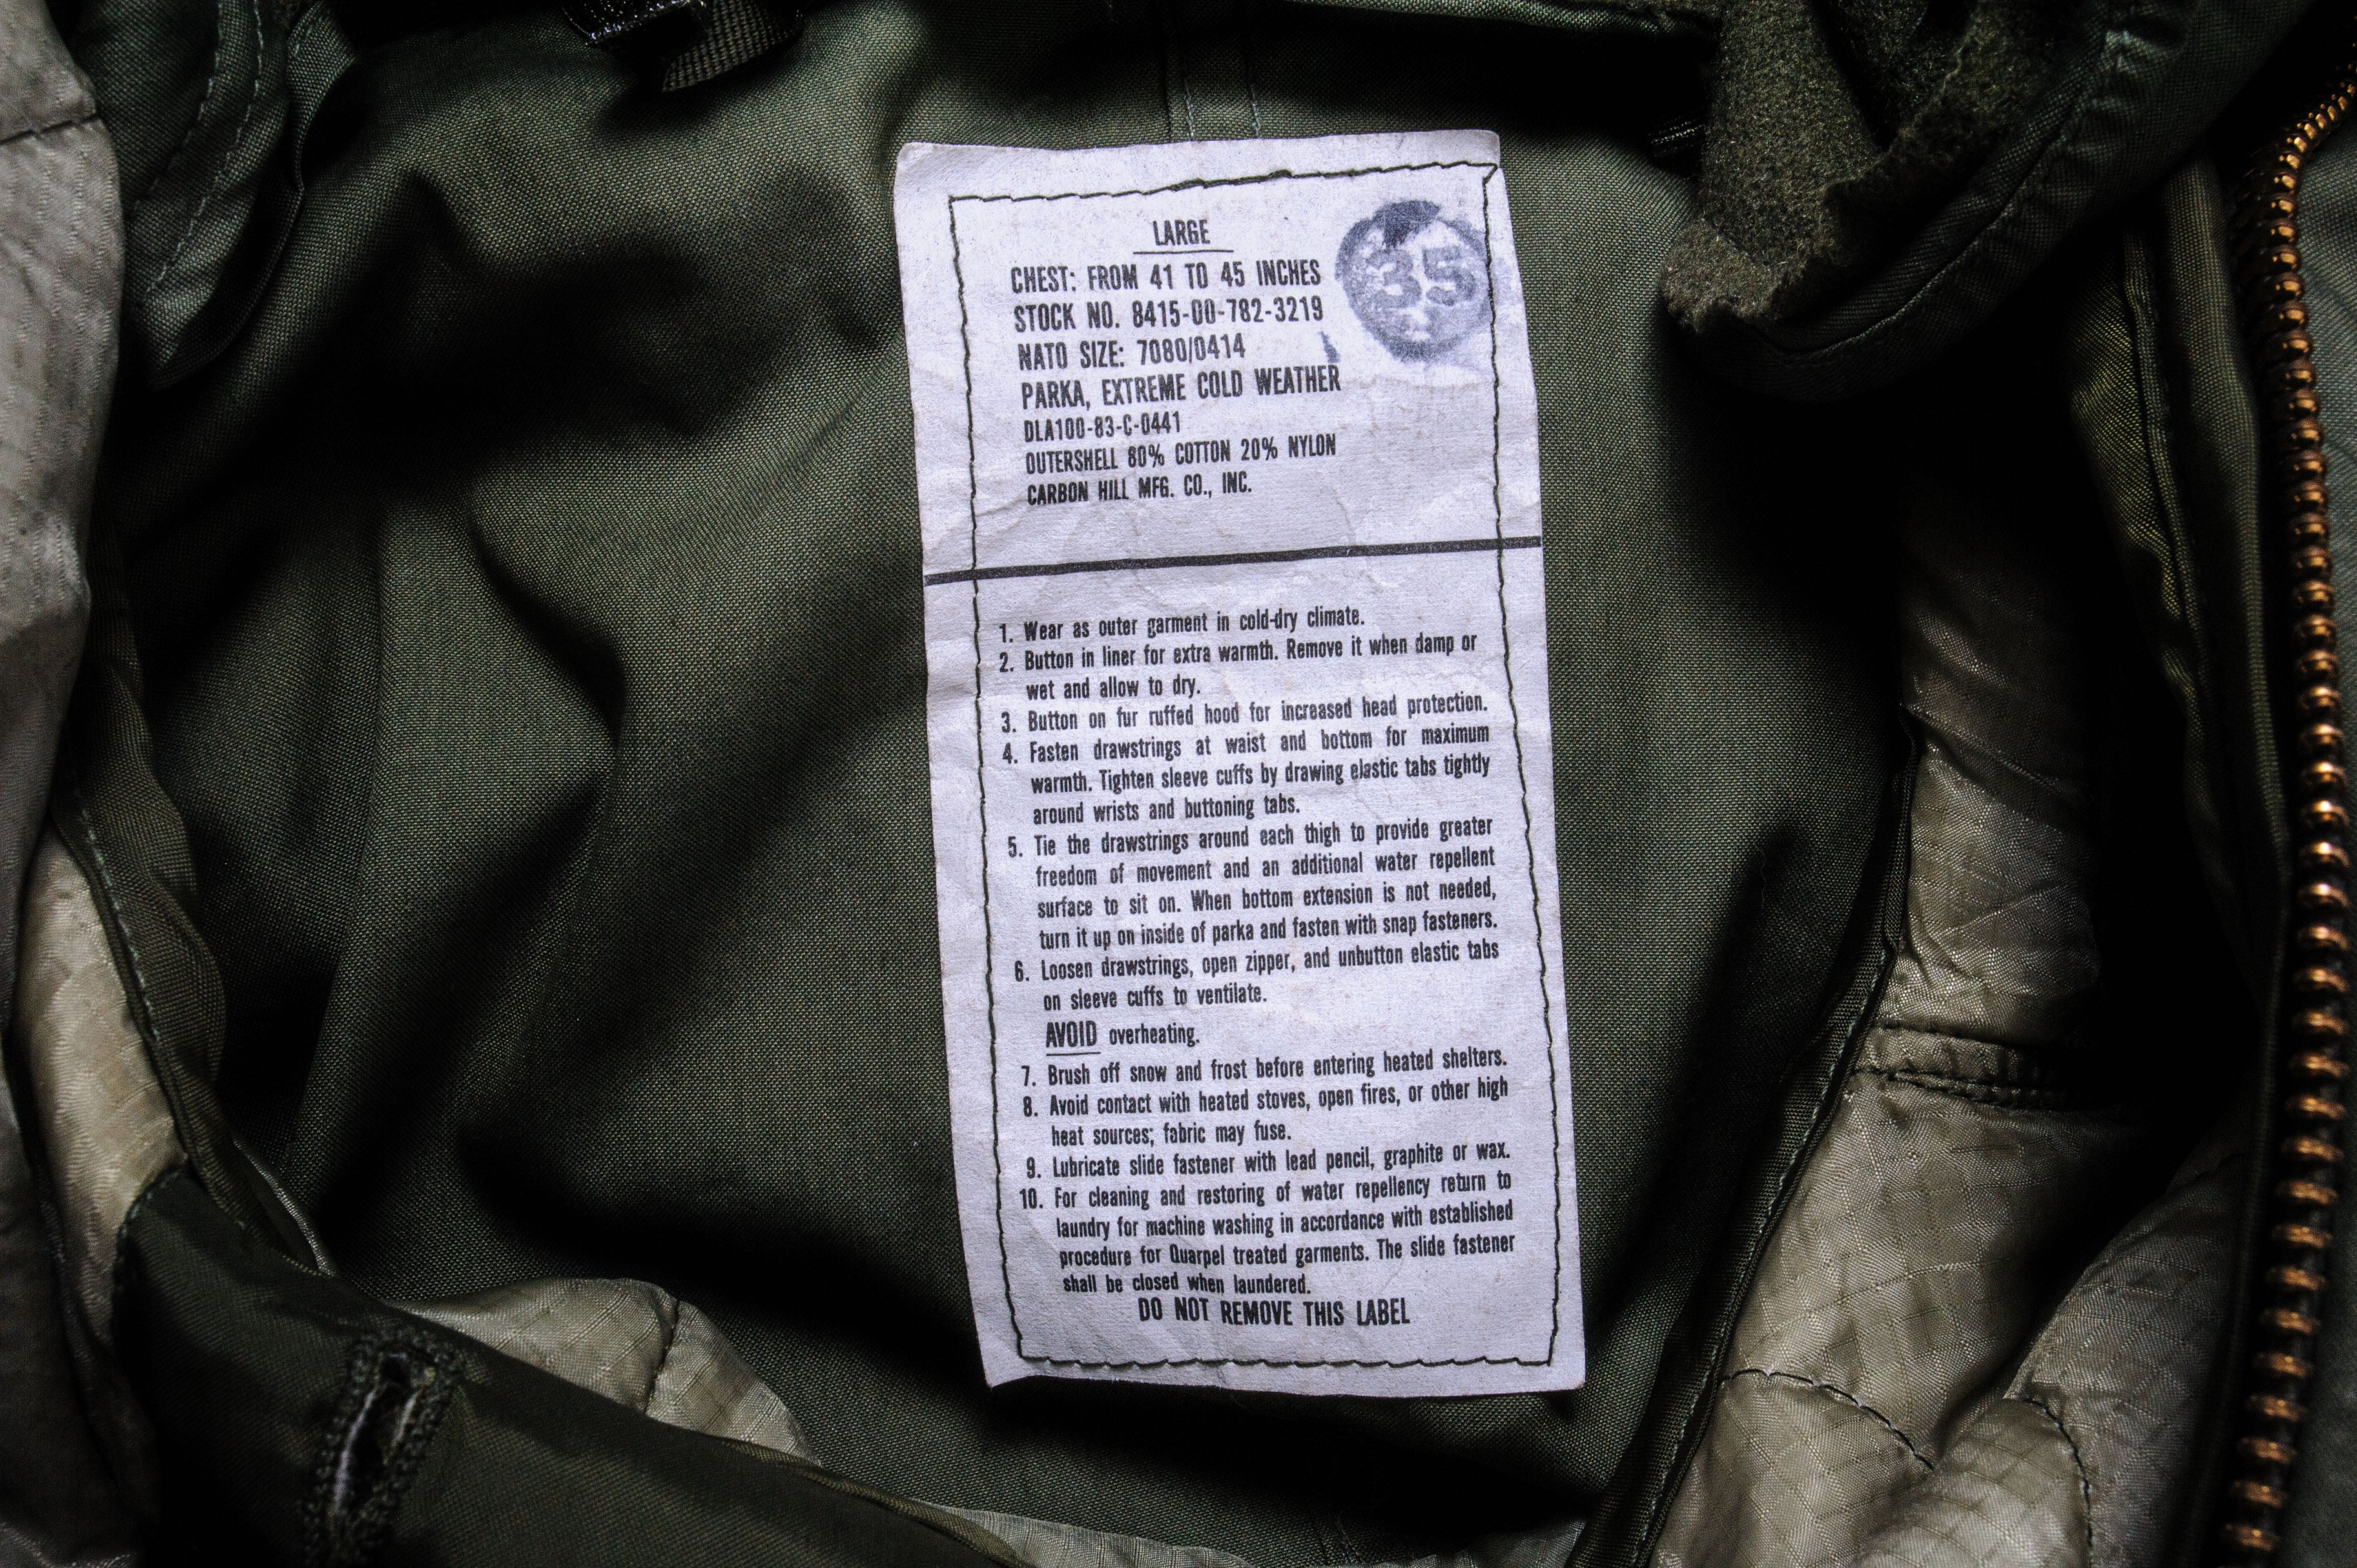 LARGE
35
CHEST: FROM 41 TO 45 INCHES
STOCK NO. 8415-00-782-3219
NATO SIZE: 7080/0414
PARKA, EXTREME COLD WEATHER
DLA100-83-C-0441
OUTERSHELL 80% COTTON 20% NYLON
CARBON HILL MFG. CO., INC.
1. Wear as outer garment in cold-dry climate.
2. Button in liner for extra warmth. Remove it when damp or
wet and allow to dry.
3. Button on fur ruffed hood for increased head protection.
4. Fasten drawstrings at waist and bottom for maximum
warmth. Tighten sleeve cuffs by drawing elastic tabs tightly
around wrists and buttoning tabs.
5. Tie the drawstrings around each thigh to provide greater
freedom of movement and an additional water repellent
surface to sit on. When bottom extension is not needed,
turn it up on inside of parka and fasten with snap fasteners.
6. Loosen drawstrings, open zipper, and unbutton elastic tabs
on sleeve cuffs to ventilate.
AVOID overheating.
7. Brush off snow and frost before entering heated shelters.
8. Avoid contact with heated stoves, open fires, or other high
heat sources; fabric may fuse.
9. Lubricate slide fastener with lead pencil, graphite or wax.
10. For cleaning and restoring of water repellency return to
laundry for machine washing in accordance with established
procedure for Quarpel treated garments. The slide fastener
shall be closed when laundered.
DO NOT REMOVE THIS LABEL